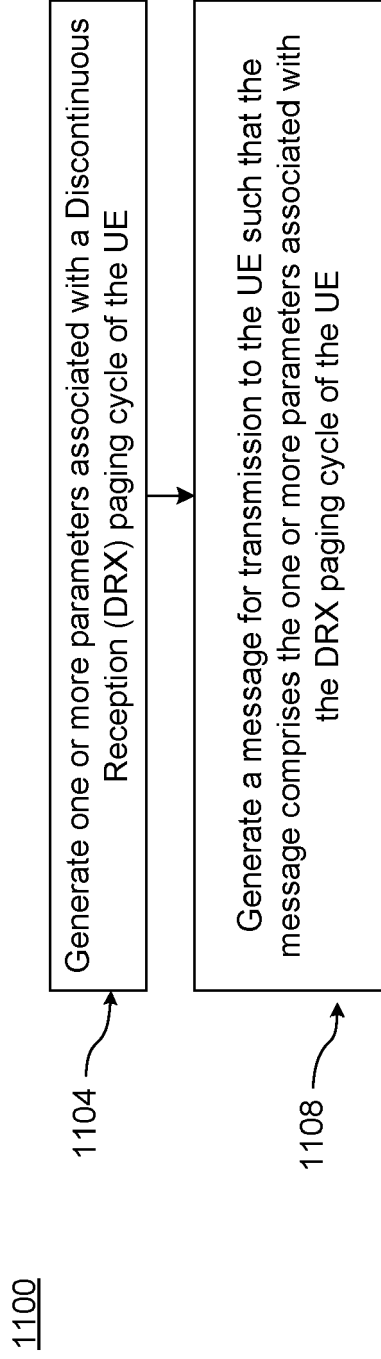 1100
1104
Generate one or more parameters associated with a Discontinuous
Reception (DRX) paging cycle of the UE
1108
Generate a message for transmission to the UE such that the
message comprises the one or more parameters associated with
the DRX paging cycle of the UE